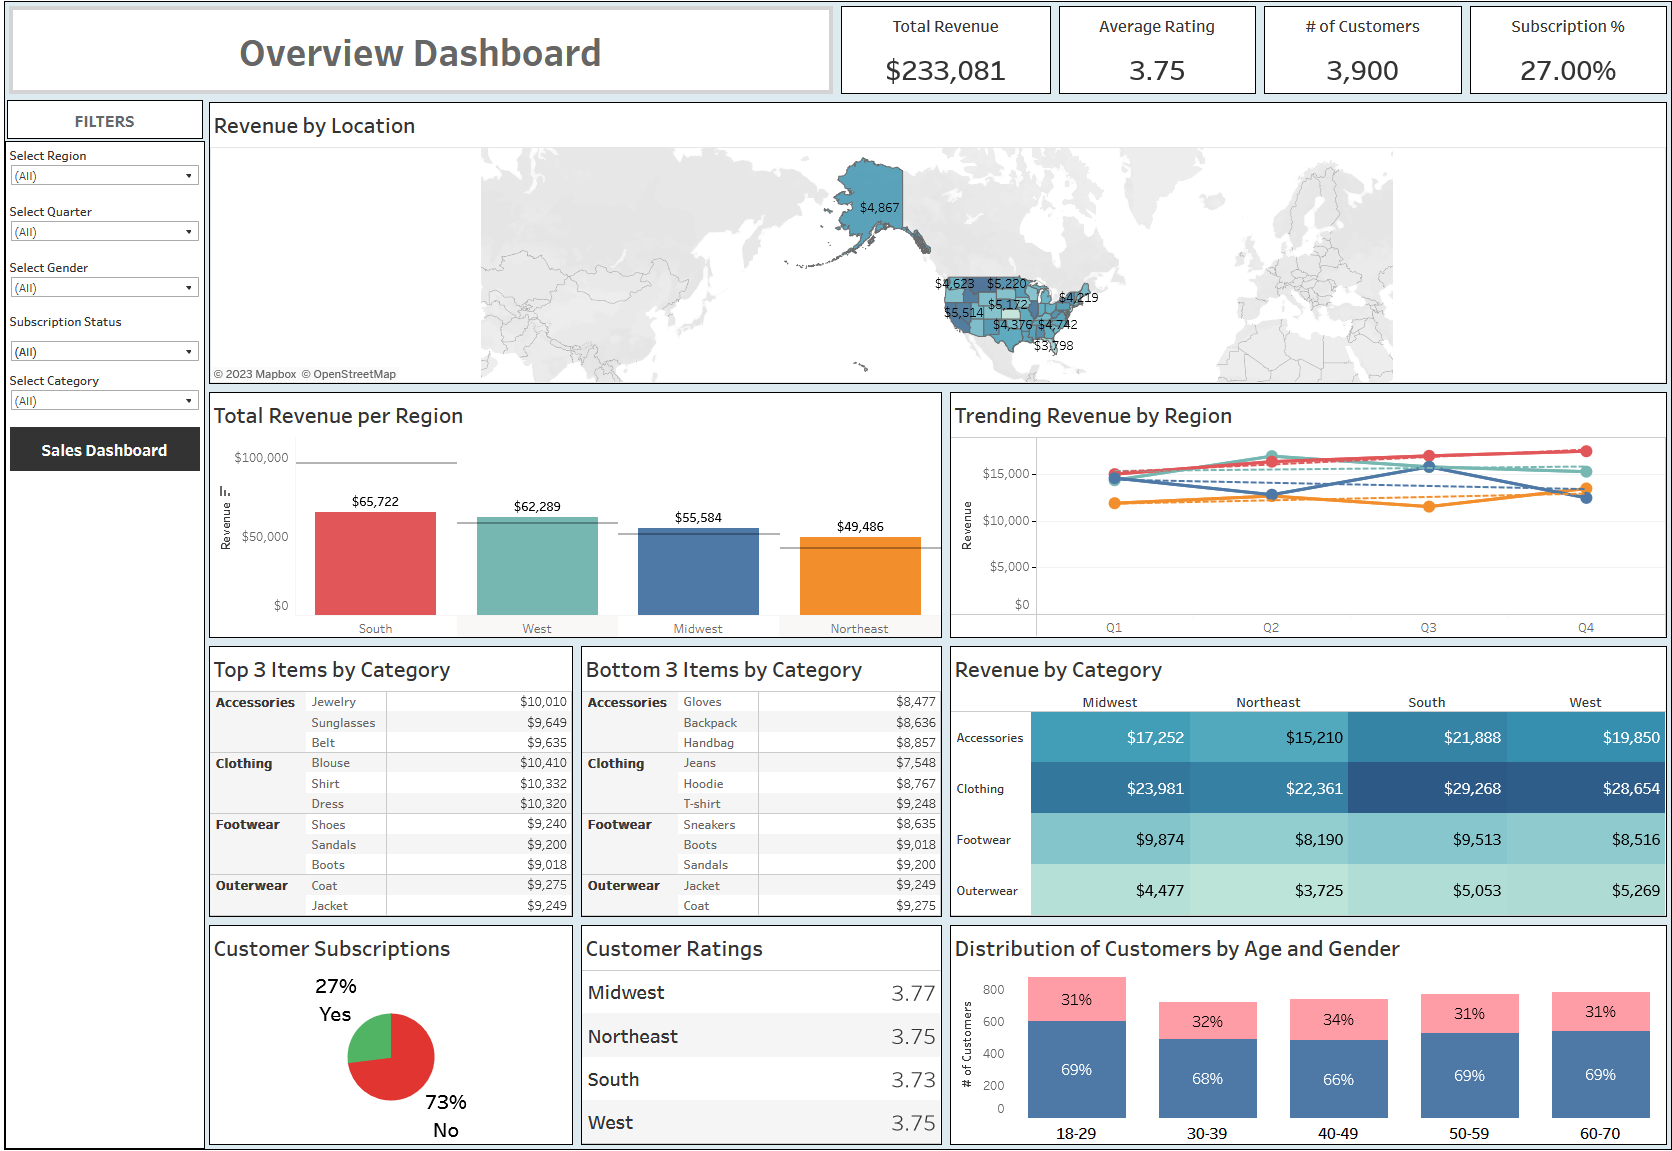 Overview Dashboard
Total Revenue
$233,081
Average Rating
3.75
# of Customers
3,900
Subscription %
27.00%
FILTERS
Select Region
(All)
Select Quarter
(All)
Select Gender
(All)
Subscription Status
(All)
Select Category
(All)
Sales Dashboard
Revenue by Location
$4,867
$4,623
$5,220
$4,219
$5,172
$5,514
$4,376
$4,742
$3,798
© 2023 Mapbox © OpenStreetMap
Total Revenue per Region
Revenue
$100,000
$50,000
$0
$65,722
$62,289
$55,584
$49,486
South West Midwest Northeast
Trending Revenue by Region
Revenue
$15,000
$10,000
$5,000
$0
Q1 Q2 Q3 Q4
Top 3 Items by Category
Accessories Jewelry $10,010
Sunglasses $9,649
Belt $9,635
Clothing Blouse $10,410
Shirt $10,332
Dress $10,320
Footwear Shoes $9,240
Sandals $9,200
Boots $9,018
Outerwear Coat $9,275
Jacket $9,249
Bottom 3 Items by Category
Accessories Gloves $8,477
Backpack $8,636
Handbag $8,857
Clothing Jeans $7,548
Hoodie $8,767
T-shirt $9,248
Footwear Sneakers $8,635
Boots $9,018
Sandals $9,200
Outerwear Jacket $9,249
Coat $9,275
Revenue by Category
Midwest Northeast South West
Accessories $17,252 $15,210 $21,888 $19,850
Clothing $23,981 $22,361 $29,268 $28,654
Footwear $9,874 $8,190 $9,513 $8,516
Outerwear $4,477 $3,725 $5,053 $5,269
Customer Subscriptions
27%
Yes
73%
No
Customer Ratings
Midwest 3.77
Northeast 3.75
South 3.73
West 3.75
Distribution of Customers by Age and Gender
# of Customers
800
600
400
200
0
31% 32% 34% 31% 31%
69% 68% 66% 69% 69%
18-29 30-39 40-49 50-59 60-70